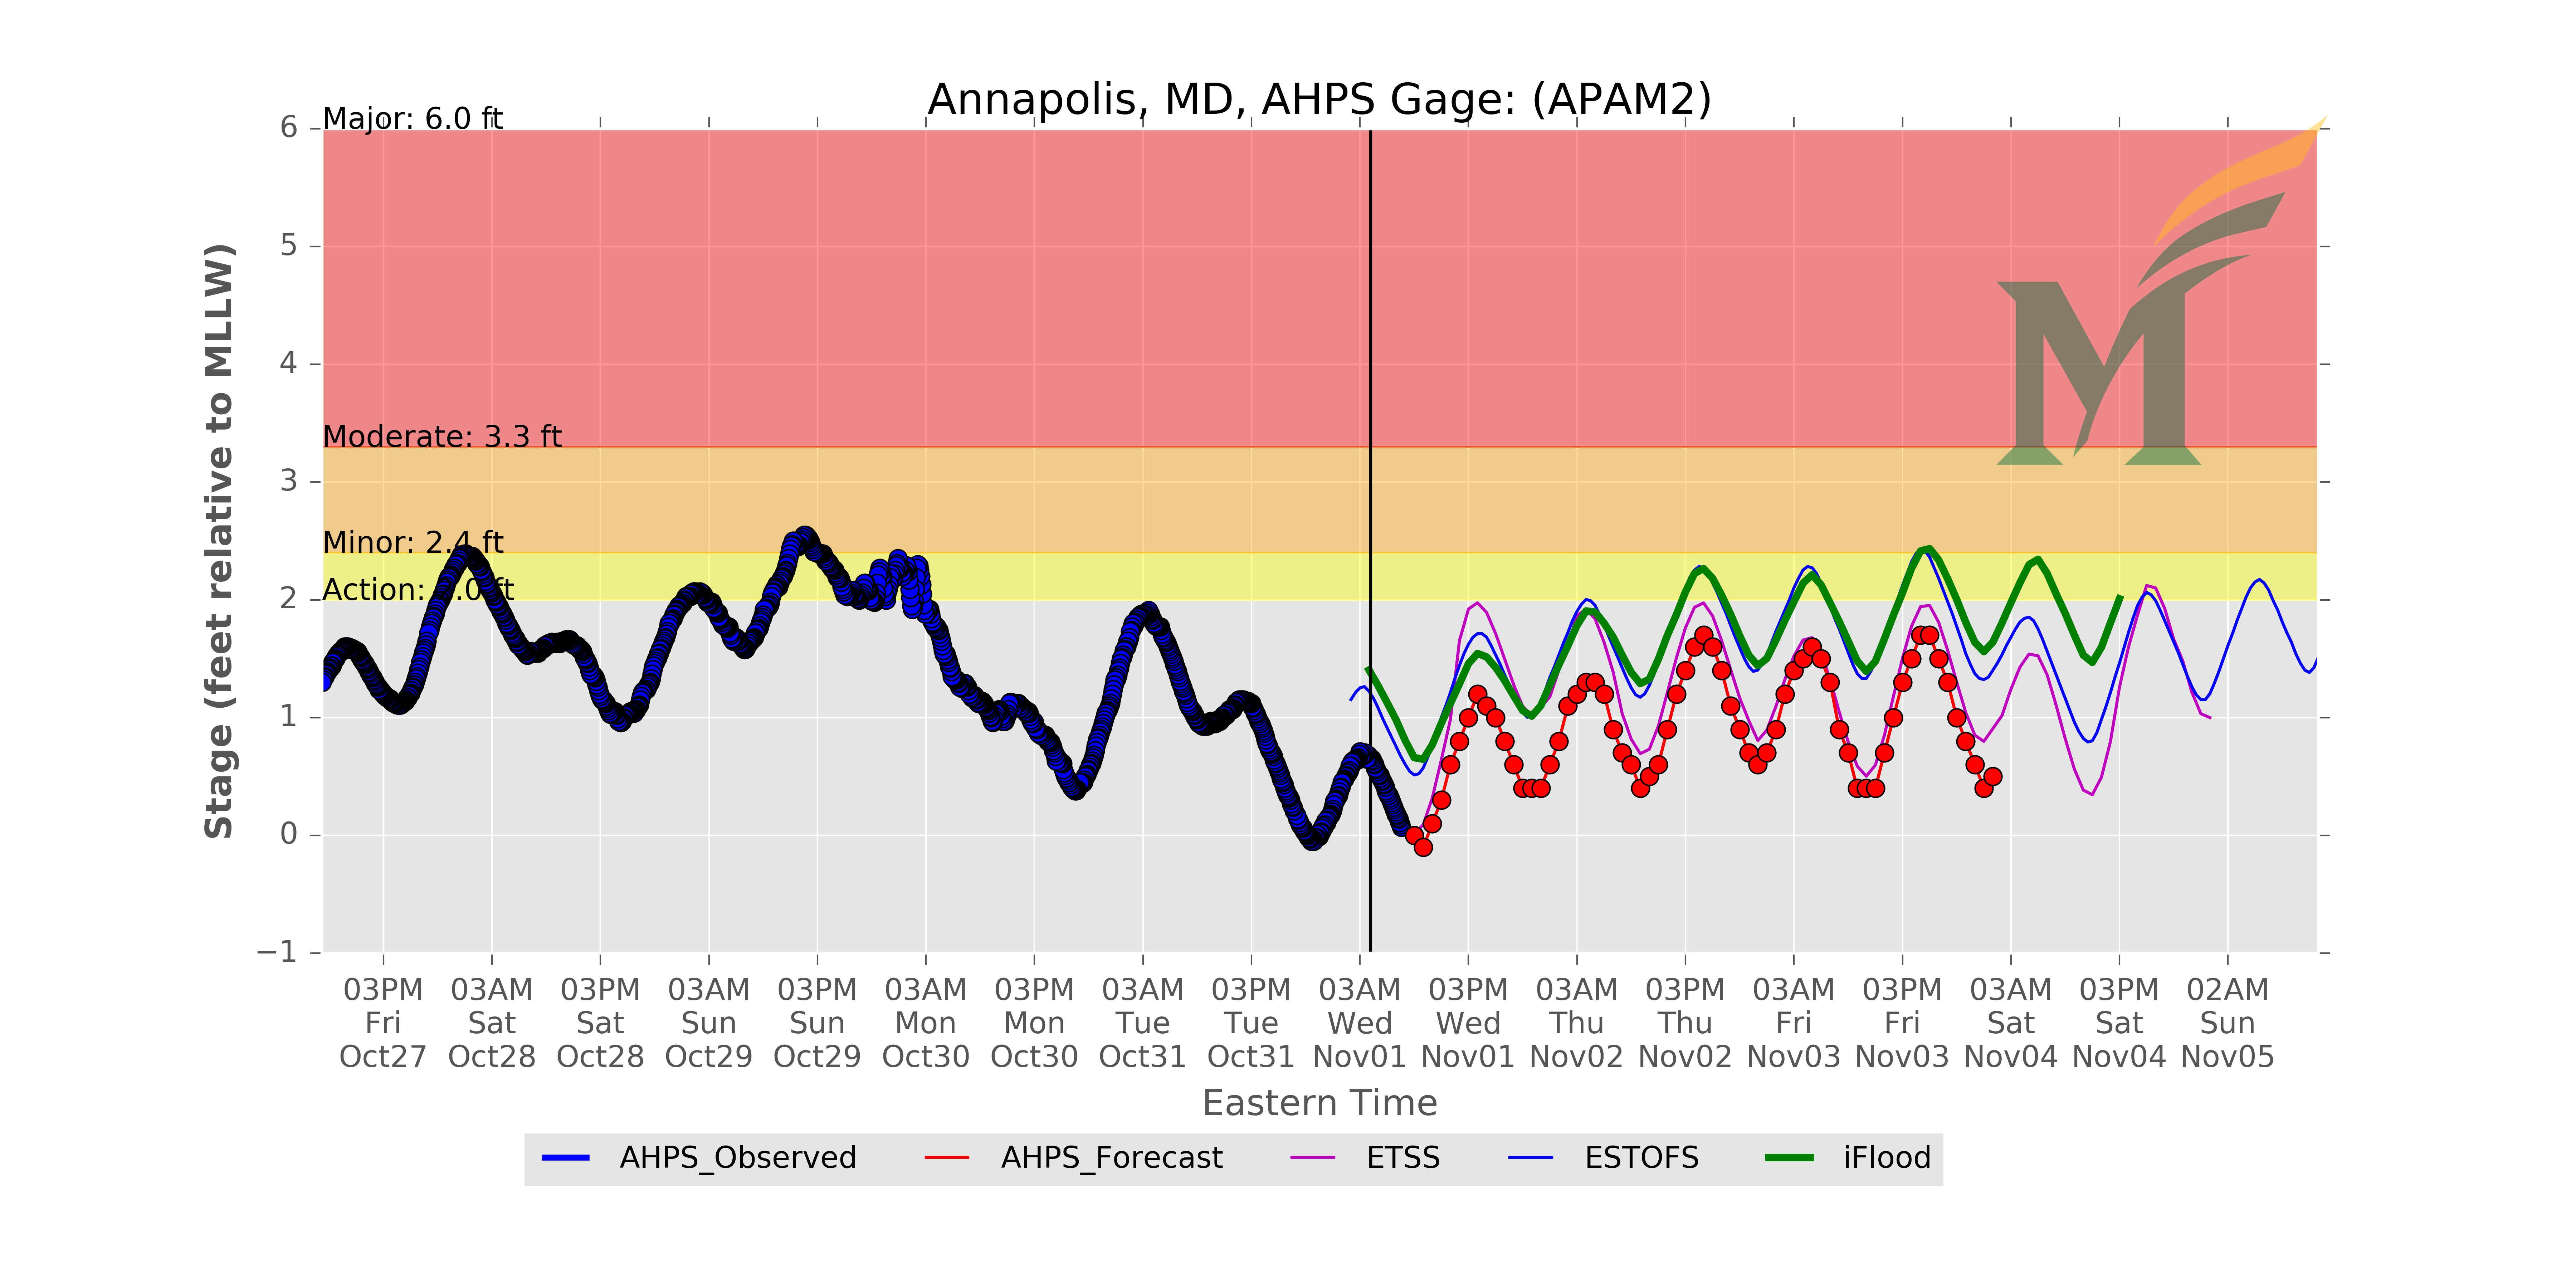 Annapolis, MD, AHPS Gage: (APAM2)
Major: 6.0 ft
Moderate: 3.3 ft
Minor: 2.4 ft
Action: 2.0 ft
6
5
4
3
2
1
0
−1
Stage (feet relative to MLLW)
03PM 03AM 03PM 03AM 03PM 03AM 03PM 03AM 03PM 03AM 03PM 03AM 03PM 03AM 03PM 03AM 03PM 02AM
Fri Sat Sat Sun Sun Mon Mon Tue Tue Wed Wed Thu Thu Fri Fri Sat Sat Sun
Oct27 Oct28 Oct28 Oct29 Oct29 Oct30 Oct30 Oct31 Oct31 Nov01 Nov01 Nov02 Nov02 Nov03 Nov03 Nov04 Nov04 Nov05
Eastern Time
AHPS_Observed AHPS_Forecast ETSS ESTOFS iFlood